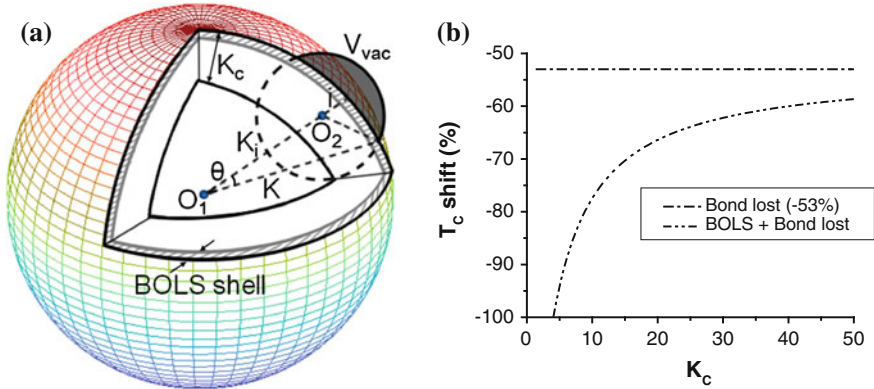 (a)
V_vac
K_c
i
K_i
O_2
θ
K
O_1
BOLS shell
(b)
T_C shift (%)
-50
-60
-70
-80
-90
-100
Bond lost (-53%)
BOLS + Bond lost
0 10 20 30 40 50
K_C